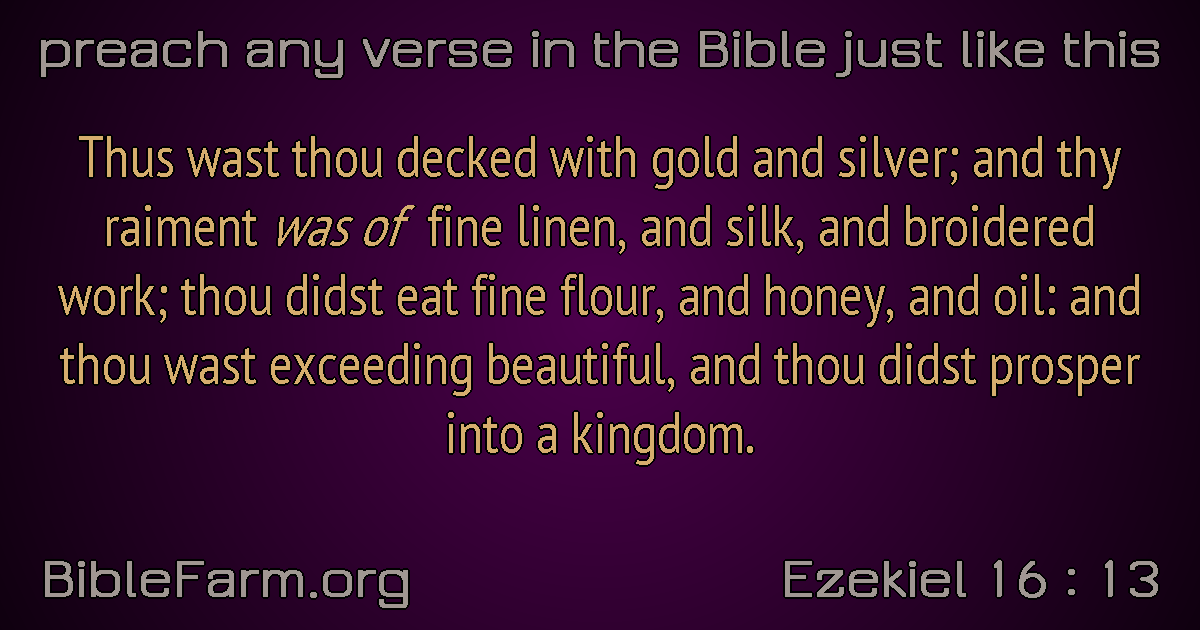 preach any verse in the Bible just like this
Thus wast thou decked with gold and silver; and thy
raiment was of fine linen, and silk, and broidered
work; thou didst eat fine flour, and honey, and oil: and
thou wast exceeding beautiful, and thou didst prosper
into a kingdom.
BibleFarm.org
Ezekiel 16 : 13